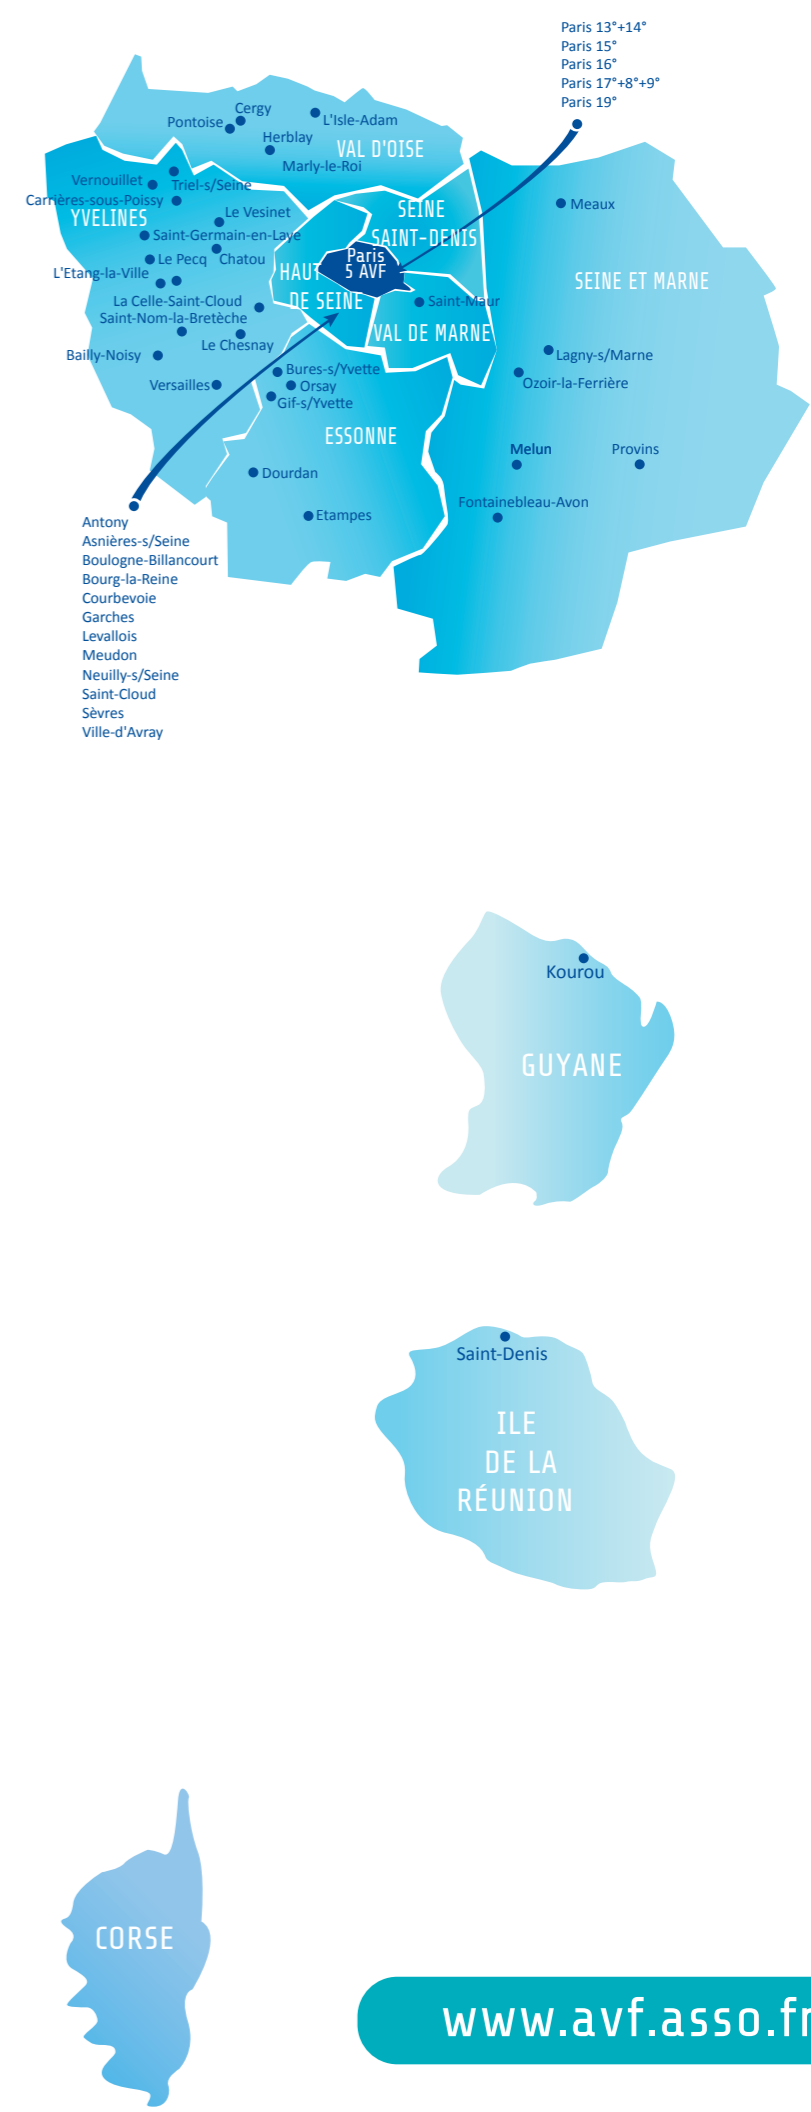 Paris 13°+14°
Paris 15°
Paris 16°
Paris 17°+8°+9°
Paris 19°
Cergy
Pontoise
L'Isle-Adam
Herblay
VAL D'OISE
Marly-le-Roi
Vernouillet
Triel-s/Seine
Carrières-sous-Poissy
YVELINES
Le Vesinet
Saint-Germain-en-Laye
Le Pecq
Chatou
L'Etang-la-Ville
La Celle-Saint-Cloud
Saint-Nom-la-Bretèche
Le Chesnay
Bailly-Noisy
Versailles
SEINE
SAINT-DENIS
Paris
5 AVF
HAUT
DE SEINE
Saint-Maur
VAL DE MARNE
Meaux
SEINE ET MARNE
Lagny-s/Marne
Ozoir-la-Ferrière
Melun
Provins
Fontainebleau-Avon
Bures-s/Yvette
Orsay
Gif-s/Yvette
ESSONNE
Dourdan
Etampes
Antony
Asnières-s/Seine
Boulogne-Billancourt
Bourg-la-Reine
Courbevoie
Garches
Levallois
Meudon
Neuilly-s/Seine
Saint-Cloud
Sèvres
Ville-d'Avray
Kourou
GUYANE
Saint-Denis
ILE
DE LA
RÉUNION
CORSE
www.avf.asso.fr